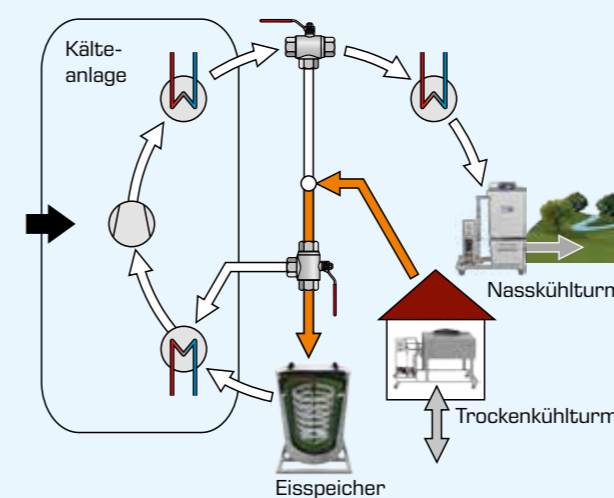 Kälte-
anlage
Nasskühlturm
Trockenkühlturm
Eisspeicher